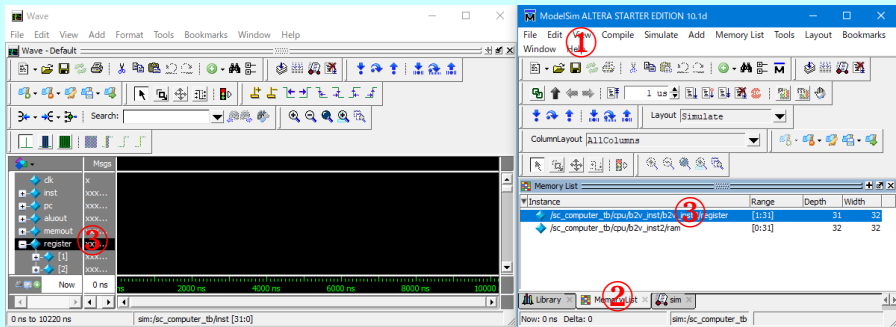 Wave
File Edit View Add Format Tools Bookmarks Window Help
Wave - Default
Search:
Msgs
clk x
inst xxx...
pc xxx...
aluout xxx...
memout xxx...
register xxx...
③
[1] xxx...
[2] xxx...
Now 0 ns
ns 2000 ns 4000 ns 6000 ns 8000 ns 10000
0 ns to 10220 ns sim:/sc_computer_tb/inst [31:0]
ModelSim ALTERA STARTER EDITION 10.1d
File Edit View Compile Simulate Add Memory List Tools Layout Bookmarks
①
Window Help
1 us
Layout Simulate
ColumnLayout AllColumns
Memory List
Instance Range Depth Width
/sc_computer_tb/cpu/b2v_inst/b2v_inst/register [1:31] 31 32
③
/sc_computer_tb/cpu/b2v_inst2/ram [0:31] 32 32
②
Library Memory List sim
Now: 0 ns Delta: 0 sim:/sc_computer_tb